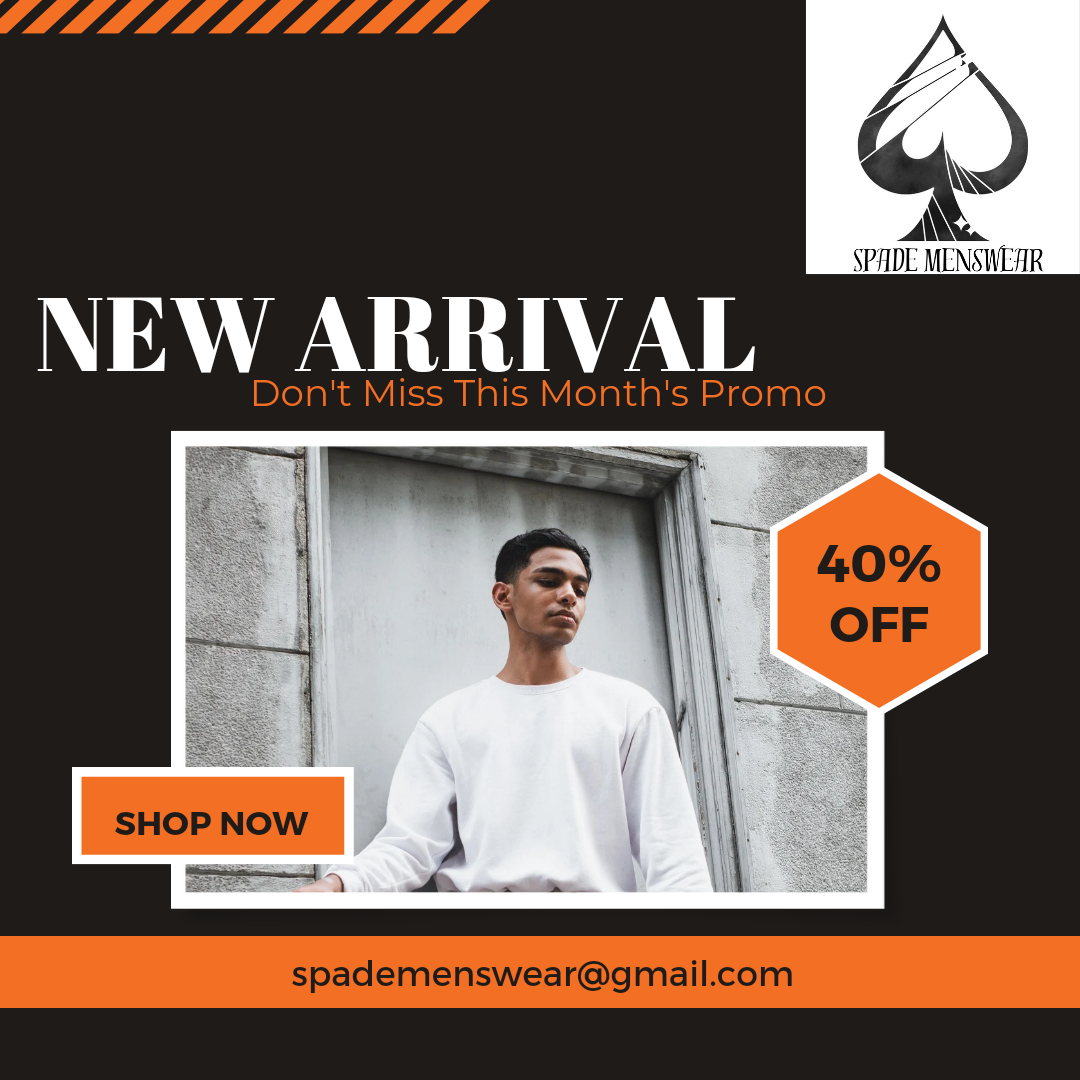 SPADE MENSWEAR
NEW ARRIVAL
Don't Miss This Month's Promo
40%
OFF
SHOP NOW
spademenswear@gmail.com